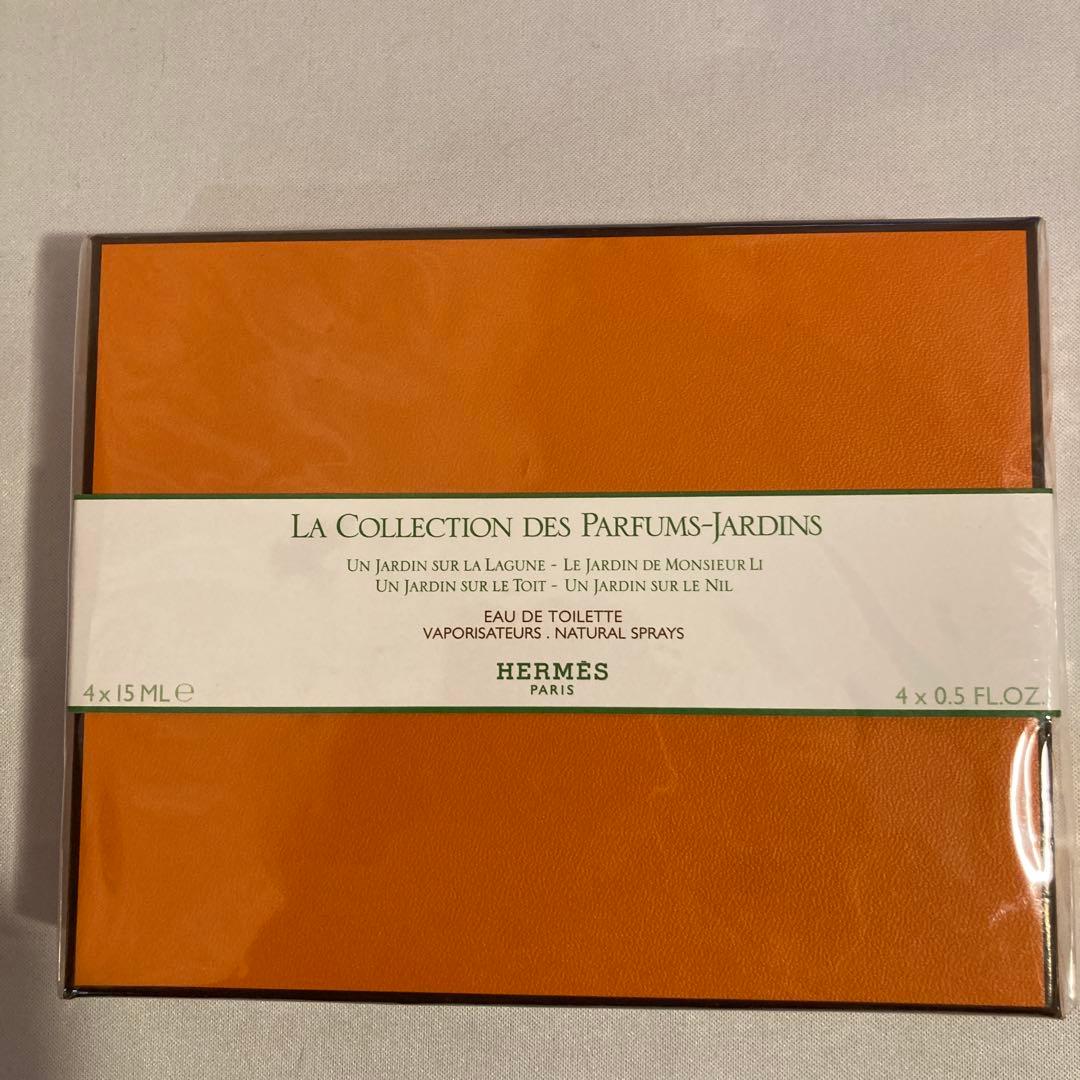 LA COLLECTION DES PARFUMS-JARDINS
UN JARDIN SUR LA LAGUNE - LE JARDIN DE MONSIEUR LI
UN JARDIN SUR LE TOIT - UN JARDIN SUR LE NIL
EAU DE TOILETTE
VAPORISATEURS . NATURAL SPRAYS
HERMÈS
PARIS
4 x 15 ML ℮
4 x 0.5 FL.OZ.